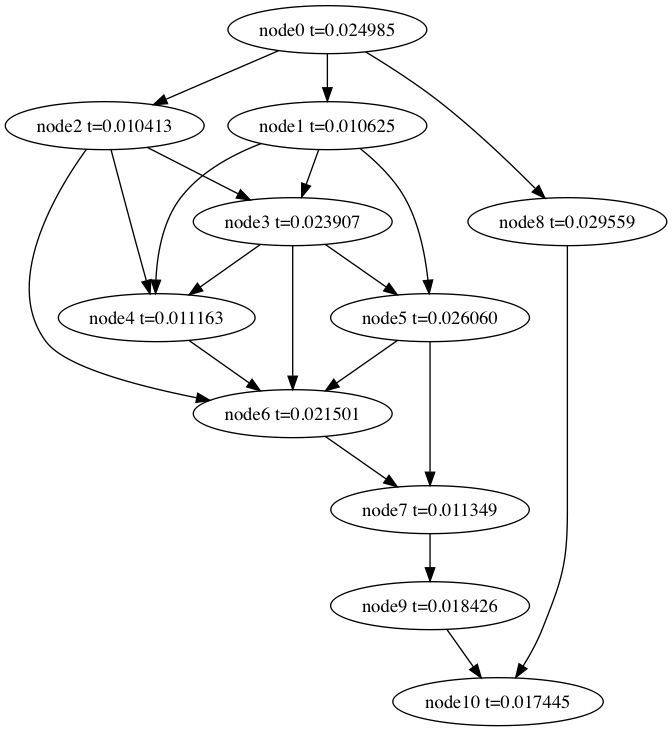 node0 t=0.024985
node2 t=0.010413
node1 t=0.010625
node3 t=0.023907
node8 t=0.029559
node4 t=0.011163
node5 t=0.026060
node6 t=0.021501
node7 t=0.011349
node9 t=0.018426
node10 t=0.017445